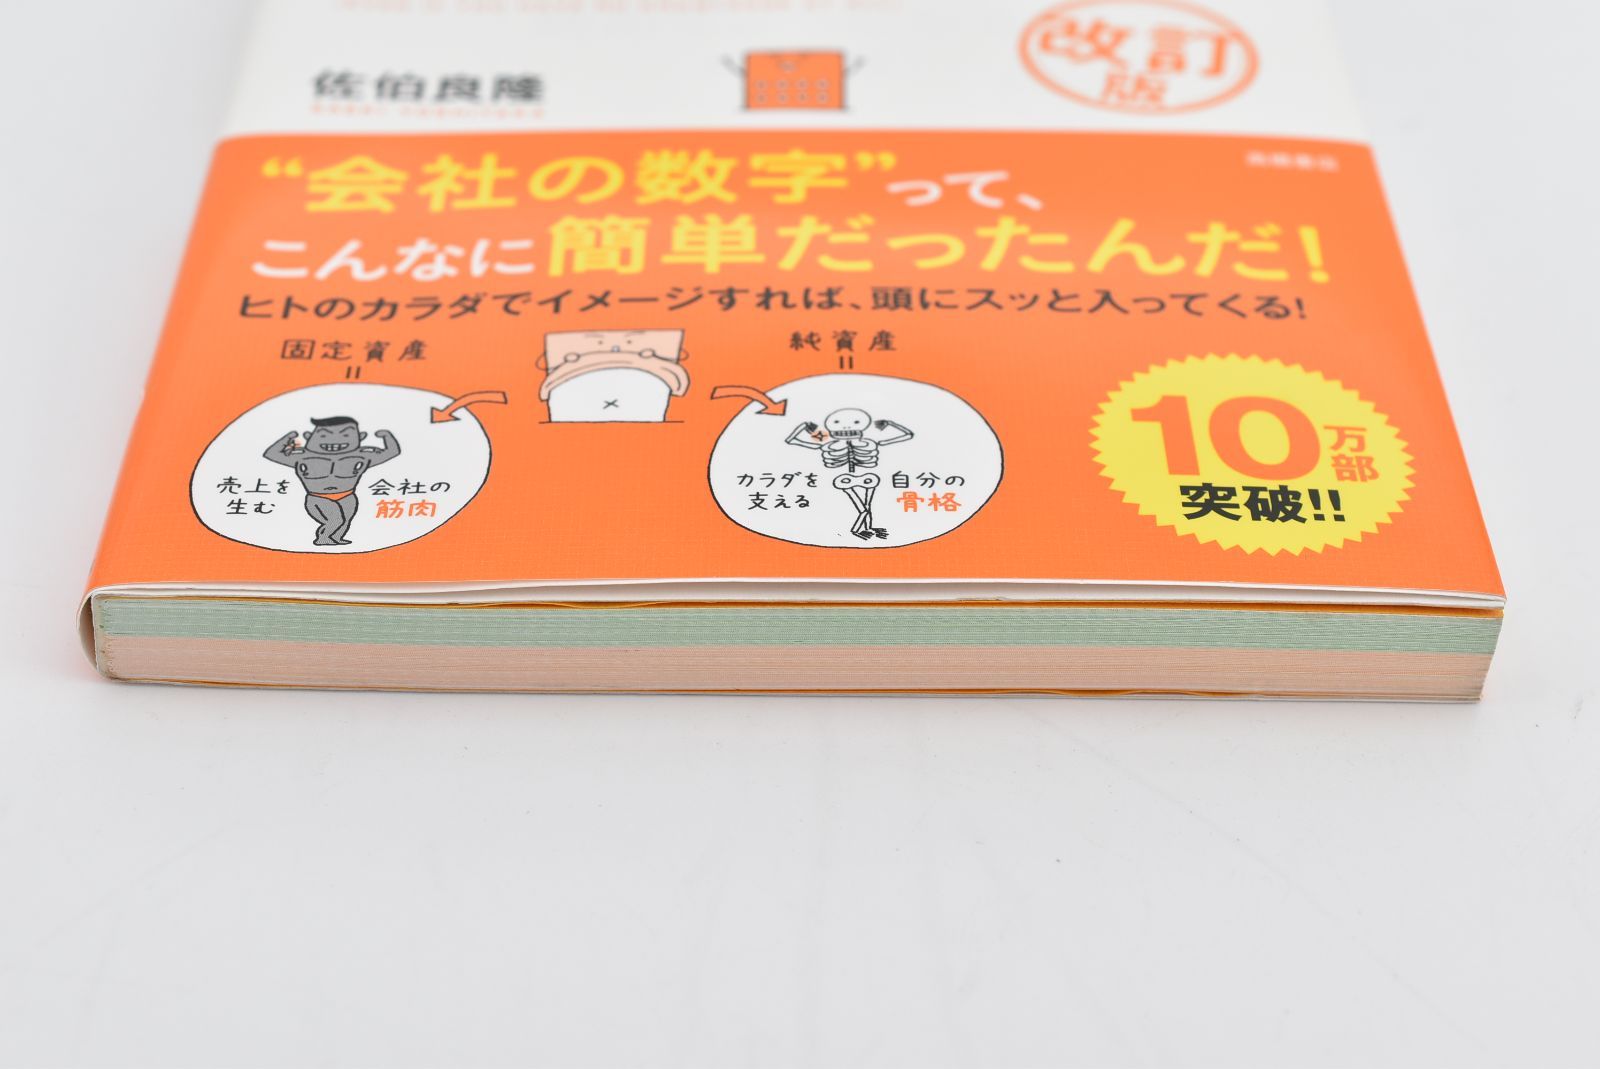 佐伯良隆
改訂
版
“会社の数字”って、
こんなに簡単だったんだ!
ヒトのカラダでイメージすれば、頭にスッと入ってくる!
固定資産
=
売上を
生む
会社の
筋肉
純資産
=
カラダを
支える
自分の
骨格
10万部
突破!!